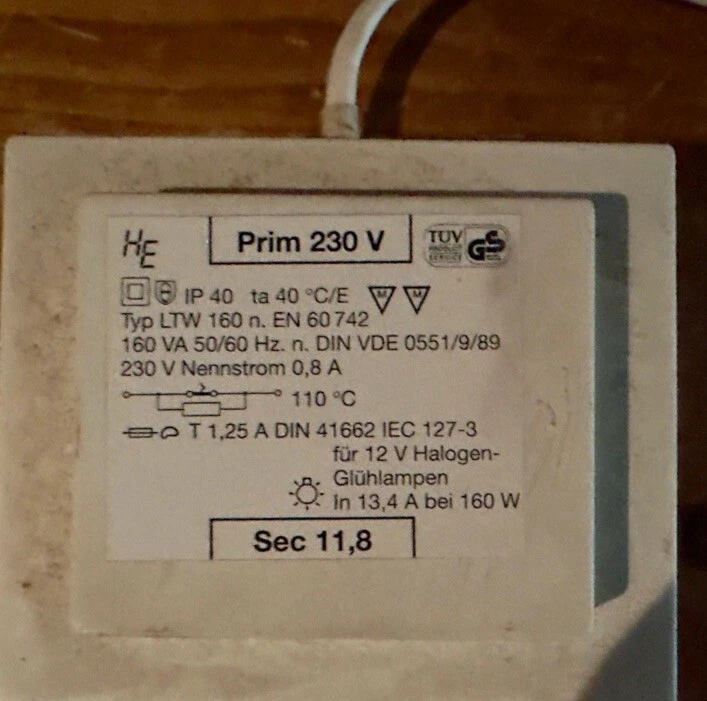 HE
Prim 230 V
TÜV PRODUCT SERVICE GS
IP 40 ta 40 °C/E M M
Typ LTW 160 n. EN 60 742
160 VA 50/60 Hz. n. DIN VDE 0551/9/89
230 V Nennstrom 0,8 A
110 °C
T 1,25 A DIN 41662 IEC 127-3
für 12 V Halogen-
Glühlampen
In 13,4 A bei 160 W
Sec 11,8